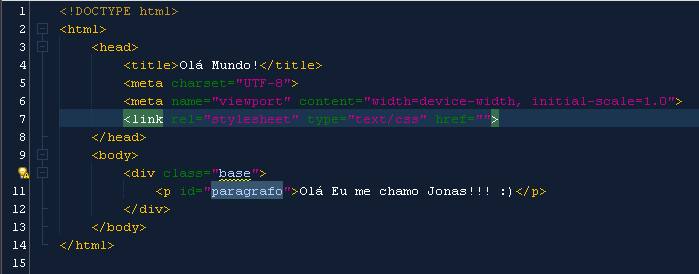 1 <!DOCTYPE html>
2 <html>
3 <head>
4 <title>Olá Mundo!</title>
5 <meta charset="UTF-8">
6 <meta name="viewport" content="width=device-width, initial-scale=1.0">
7 <link rel="stylesheet" type="text/css" href="">
8 </head>
9 <body>
<div class="base">
11 <p id="paragrafo">Olá Eu me chamo Jonas!!! :)</p>
12 </div>
13 </body>
14 </html>
15